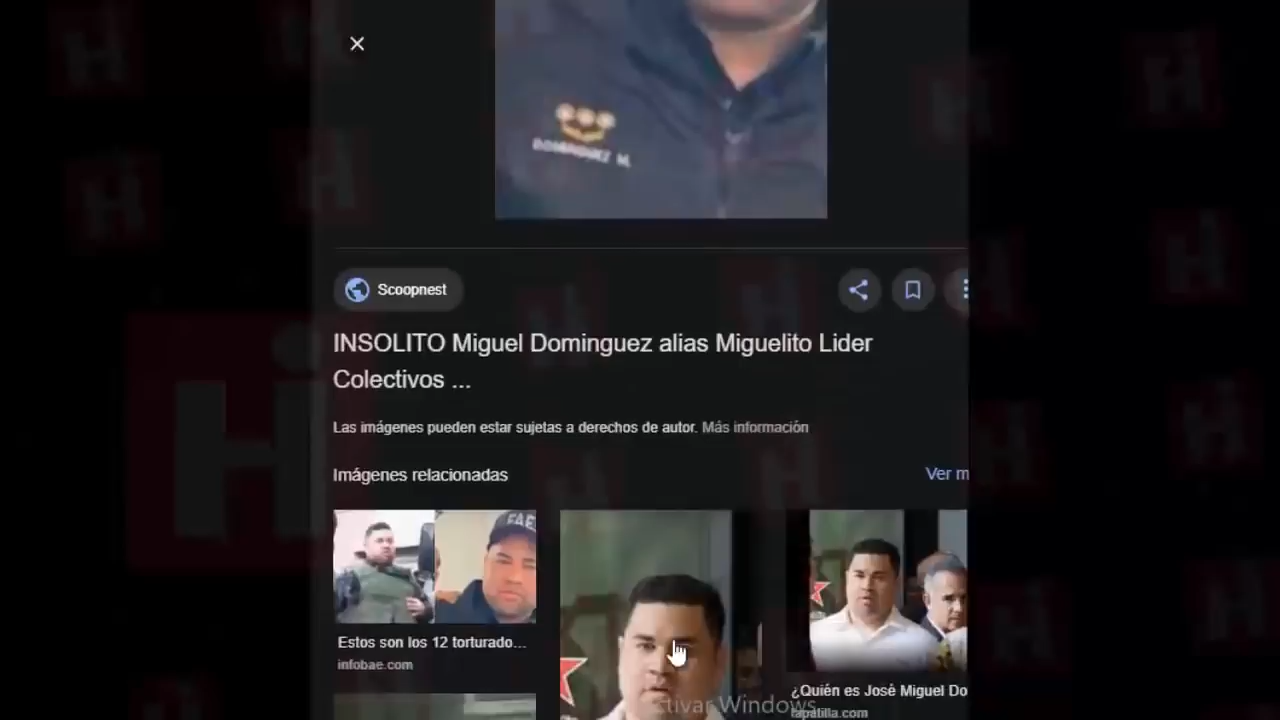 DOMINGUEZ M.
Scoopnest
INSOLITO Miguel Dominguez alias Miguelito Lider
Colectivos ...
Las imágenes pueden estar sujetas a derechos de autor. Más información
Imágenes relacionadas
Ver m
FAE
Estos son los 12 torturado...
infobae.com
¿Quién es José Miguel Do
lapatilla.com
ctivar Windows
Hi